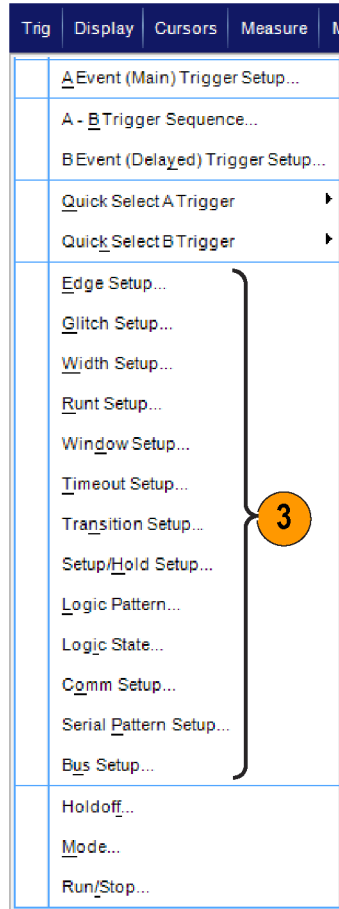 Trig Display Cursors Measure
A Event (Main) Trigger Setup...
A - B Trigger Sequence...
B Event (Delayed) Trigger Setup...
Quick Select A Trigger
Quick Select B Trigger
Edge Setup...
Glitch Setup...
Width Setup...
Runt Setup...
Window Setup...
Timeout Setup...
Transition Setup...
3
Setup/Hold Setup...
Logic Pattern...
Logic State...
Comm Setup...
Serial Pattern Setup...
Bus Setup...
Holdoff...
Mode...
Run/Stop...